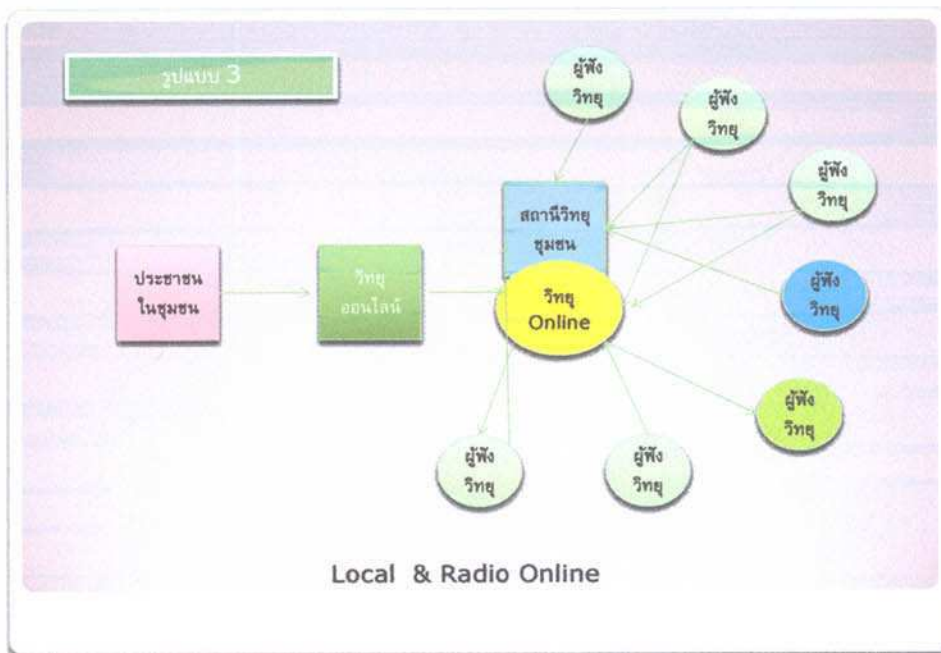 รูปแบบ 3
ผู้ฟัง
วิทยุ
ผู้ฟัง
วิทยุ
ผู้ฟัง
วิทยุ
สถานีวิทยุ
ชุมชน
ประชาชน
ในชุมชน
วิทยุ
ออนไลน์
วิทยุ
Online
ผู้ฟัง
วิทยุ
ผู้ฟัง
วิทยุ
ผู้ฟัง
วิทยุ
ผู้ฟัง
วิทยุ
Local & Radio Online